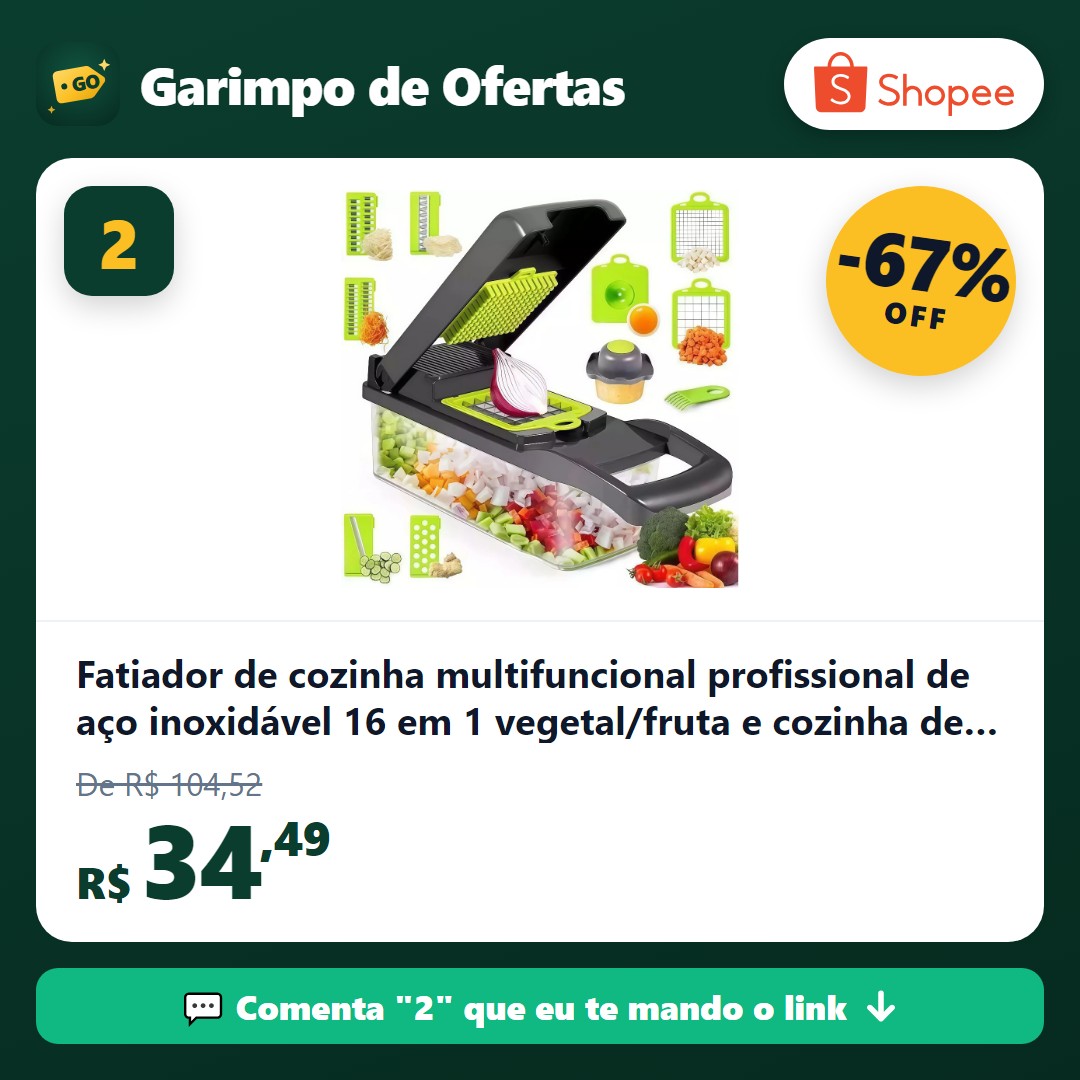 GO
Garimpo de Ofertas
S Shopee
2
-67%
OFF
Fatiador de cozinha multifuncional profissional de
aço inoxidável 16 em 1 vegetal/fruta e cozinha de...
De R$ 104,52
R$ 34,49
Comenta "2" que eu te mando o link ↓